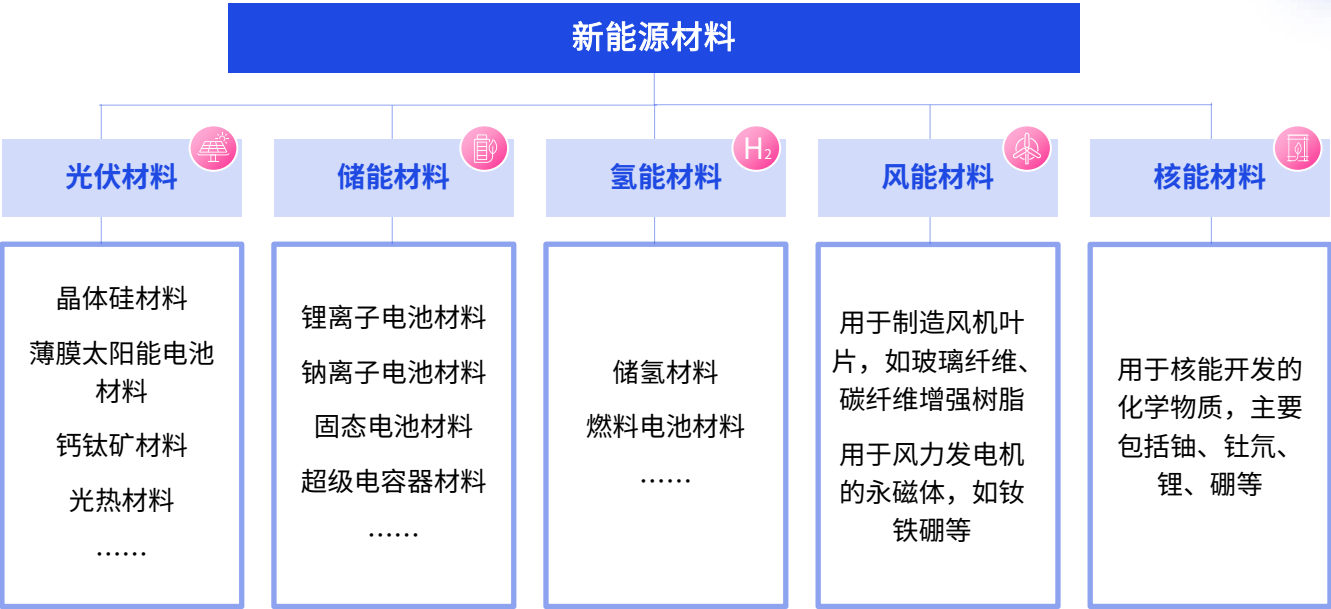 新能源材料
光伏材料
储能材料
H2
氢能材料
风能材料
核能材料
晶体硅材料
薄膜太阳能电池
材料
钙钛矿材料
光热材料
······
锂离子电池材料
钠离子电池材料
固态电池材料
超级电容器材料
······
储氢材料
燃料电池材料
······
用于制造风机叶
片，如玻璃纤维、
碳纤维增强树脂
用于风力发电机
的永磁体，如钕
铁硼等
用于核能开发的
化学物质，主要
包括铀、钍氘、
锂、硼等